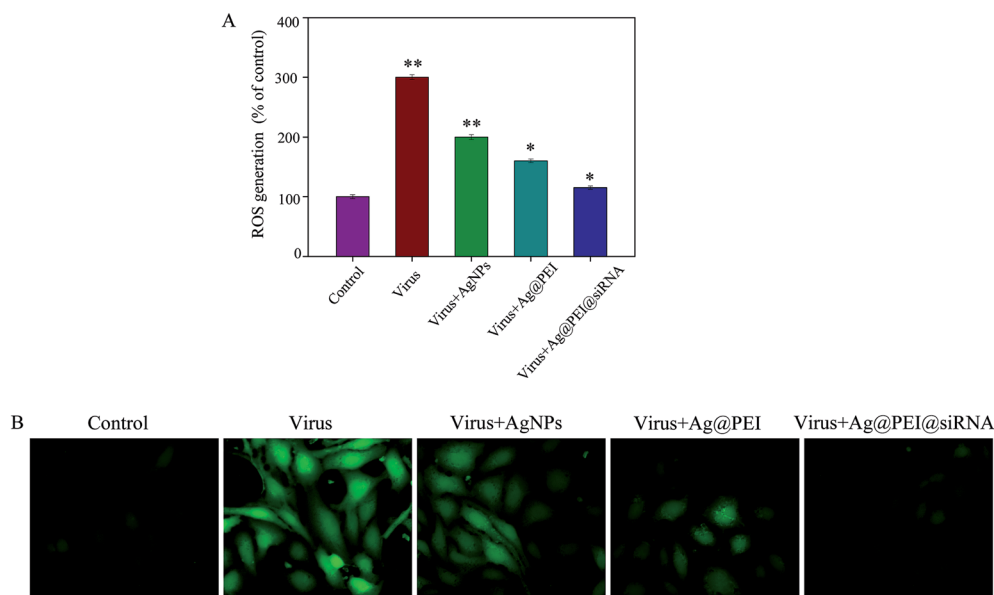 A
ROS generation (% of control)
400
300
200
100
0
**
**
*
*
Control
Virus
Virus+AgNPs
Virus+Ag@PEI
Virus+Ag@PEI@siRNA
B
Control
Virus
Virus+AgNPs
Virus+Ag@PEI
Virus+Ag@PEI@siRNA